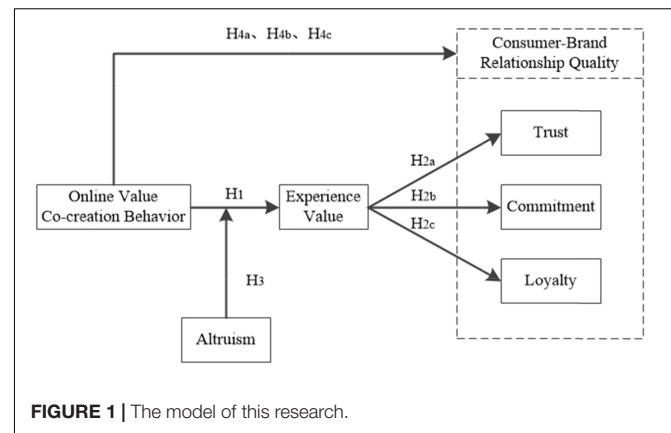 H4a、H4b、H4c
Consumer-Brand
Relationship Quality
Trust
H2a
Online Value
Co-creation Behavior
H1
Experience
Value
H2b
Commitment
H2c
Loyalty
H3
Altruism
FIGURE 1 | The model of this research.